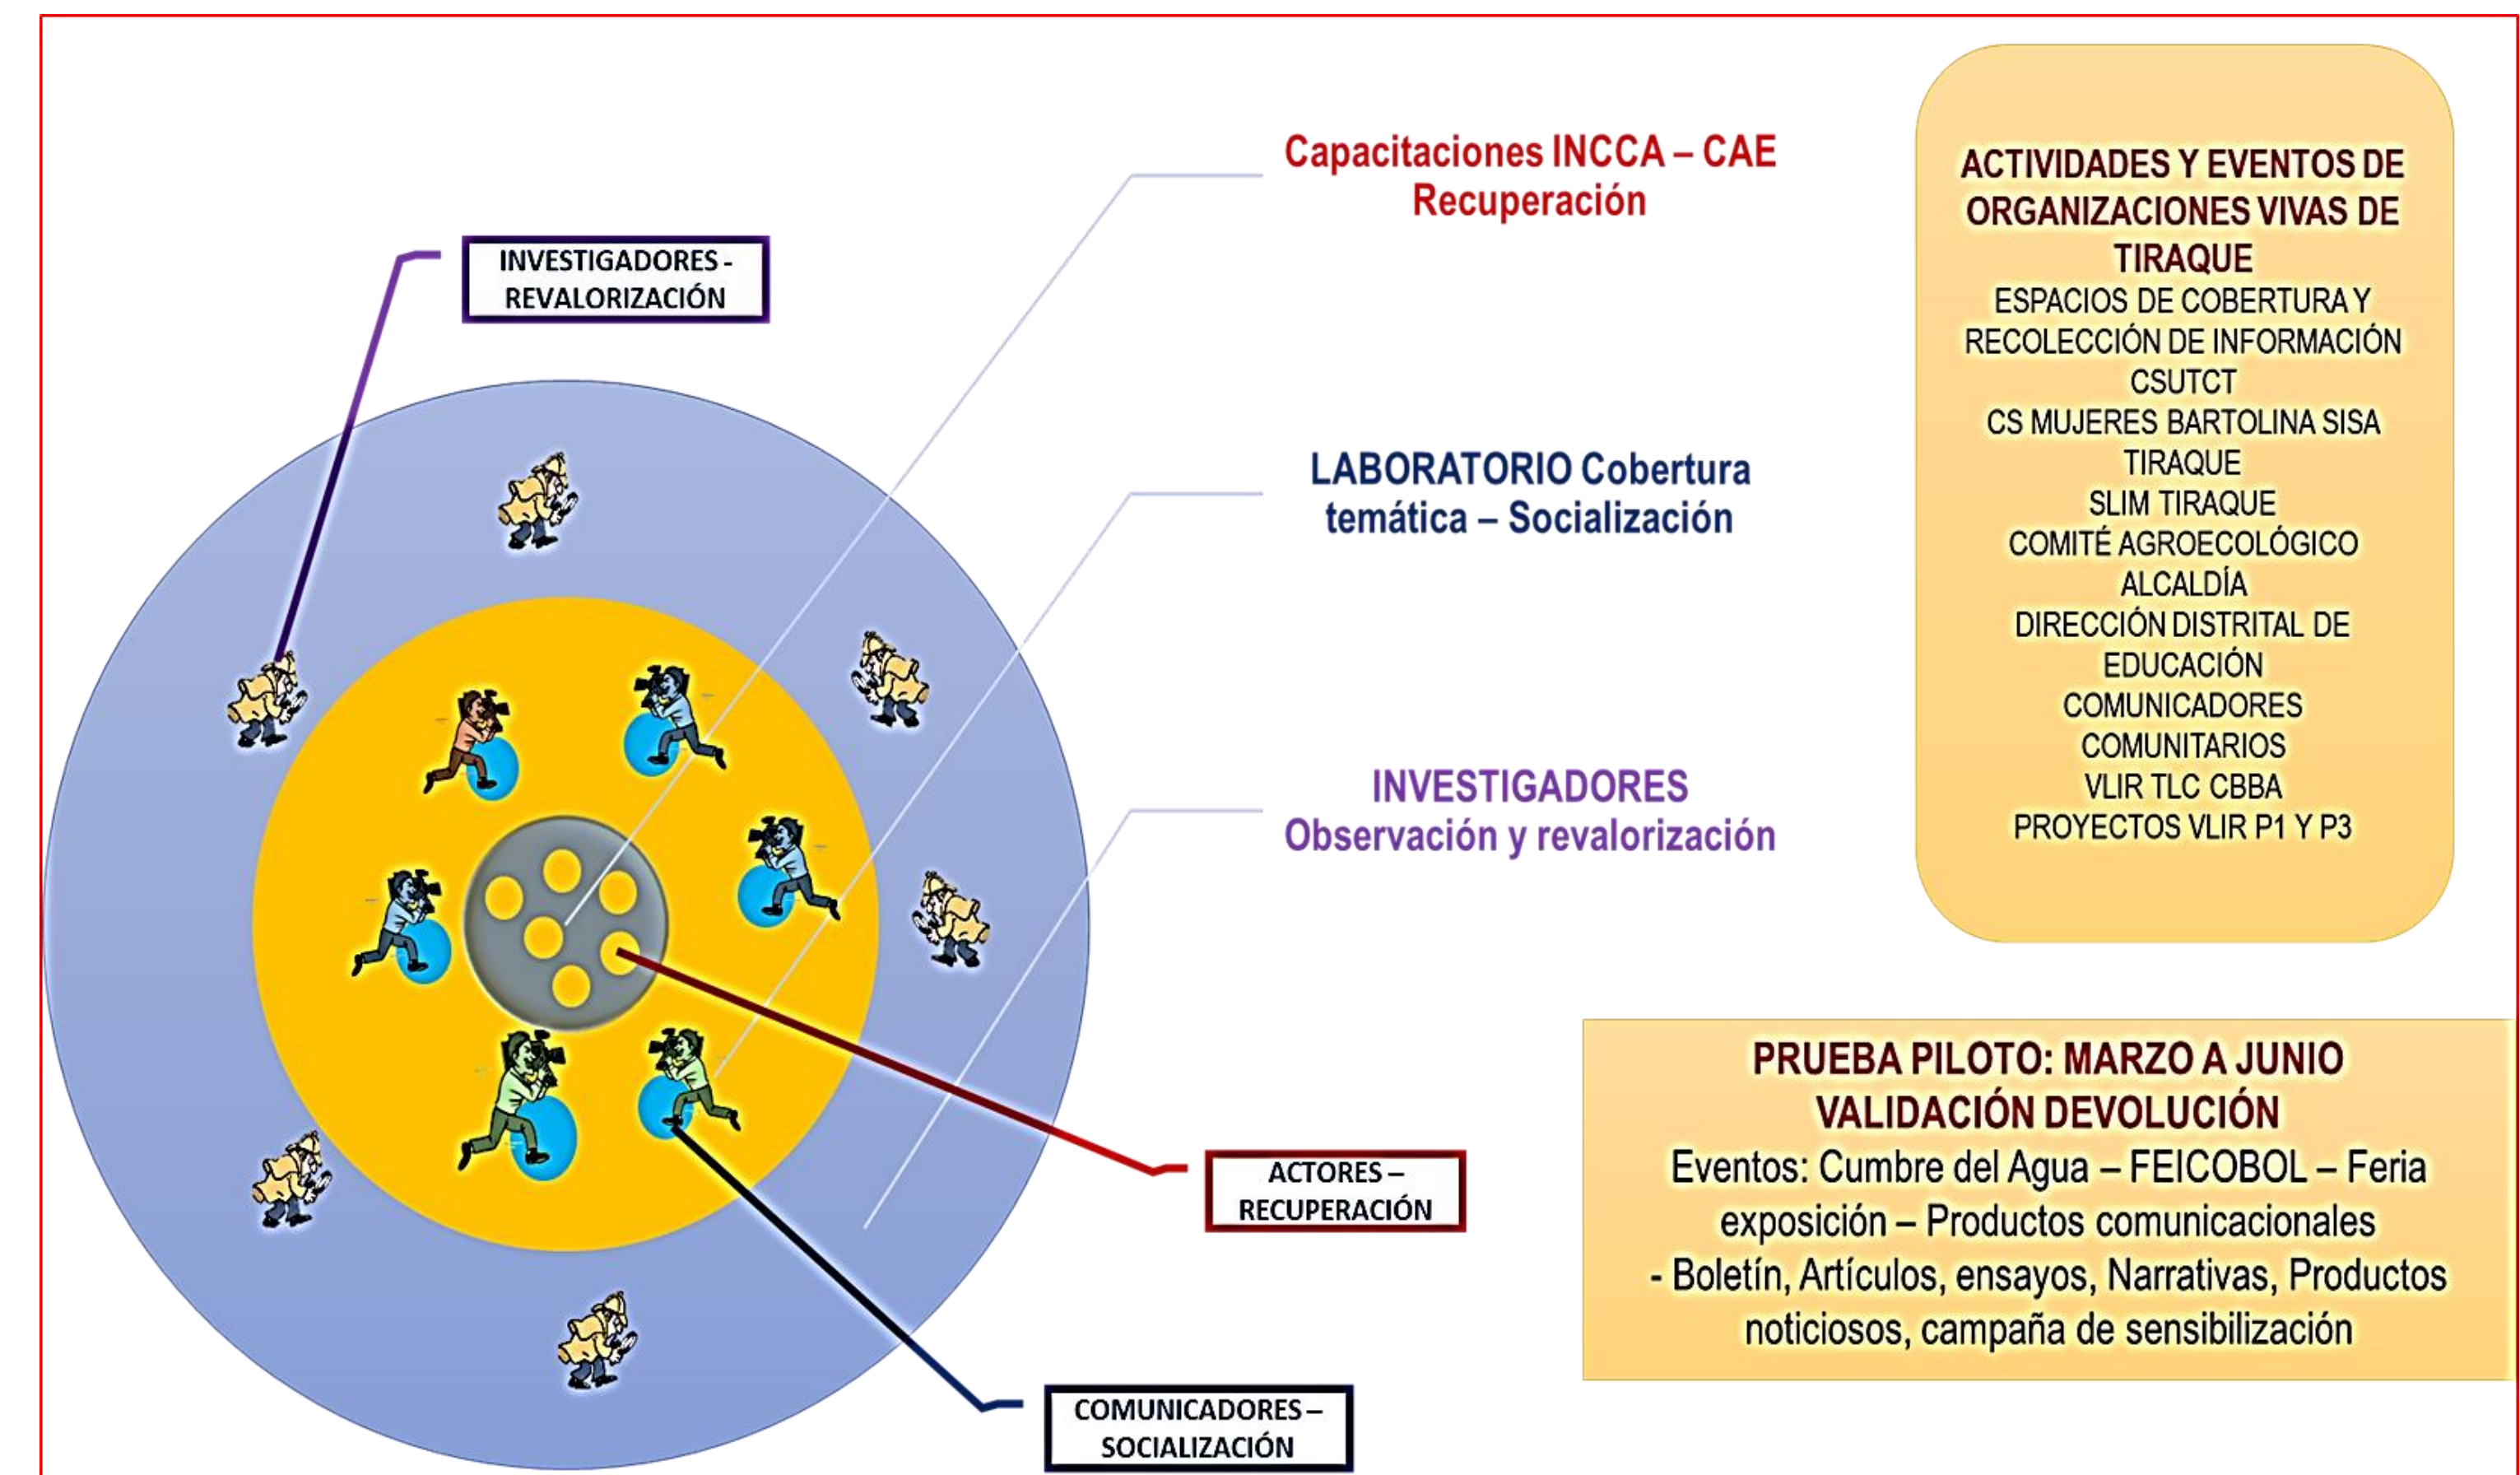 INVESTIGADORES -
REVALORIZACIÓN
Capacitaciones INCCA – CAE
Recuperación
LABORATORIO Cobertura
temática – Socialización
INVESTIGADORES
Observación y revalorización
ACTORES –
RECUPERACIÓN
COMUNICADORES –
SOCIALIZACIÓN
ACTIVIDADES Y EVENTOS DE
ORGANIZACIONES VIVAS DE
TIRAQUE
ESPACIOS DE COBERTURA Y
RECOLECCIÓN DE INFORMACIÓN
CSUTCT
CS MUJERES BARTOLINA SISA
TIRAQUE
SLIM TIRAQUE
COMITÉ AGROECOLÓGICO
ALCALDÍA
DIRECCIÓN DISTRITAL DE
EDUCACIÓN
COMUNICADORES
COMUNITARIOS
VLIR TLC CBBA
PROYECTOS VLIR P1 Y P3
PRUEBA PILOTO: MARZO A JUNIO
VALIDACIÓN DEVOLUCIÓN
Eventos: Cumbre del Agua – FEICOBOL – Feria
exposición – Productos comunicacionales
- Boletín, Artículos, ensayos, Narrativas, Productos
noticiosos, campaña de sensibilización